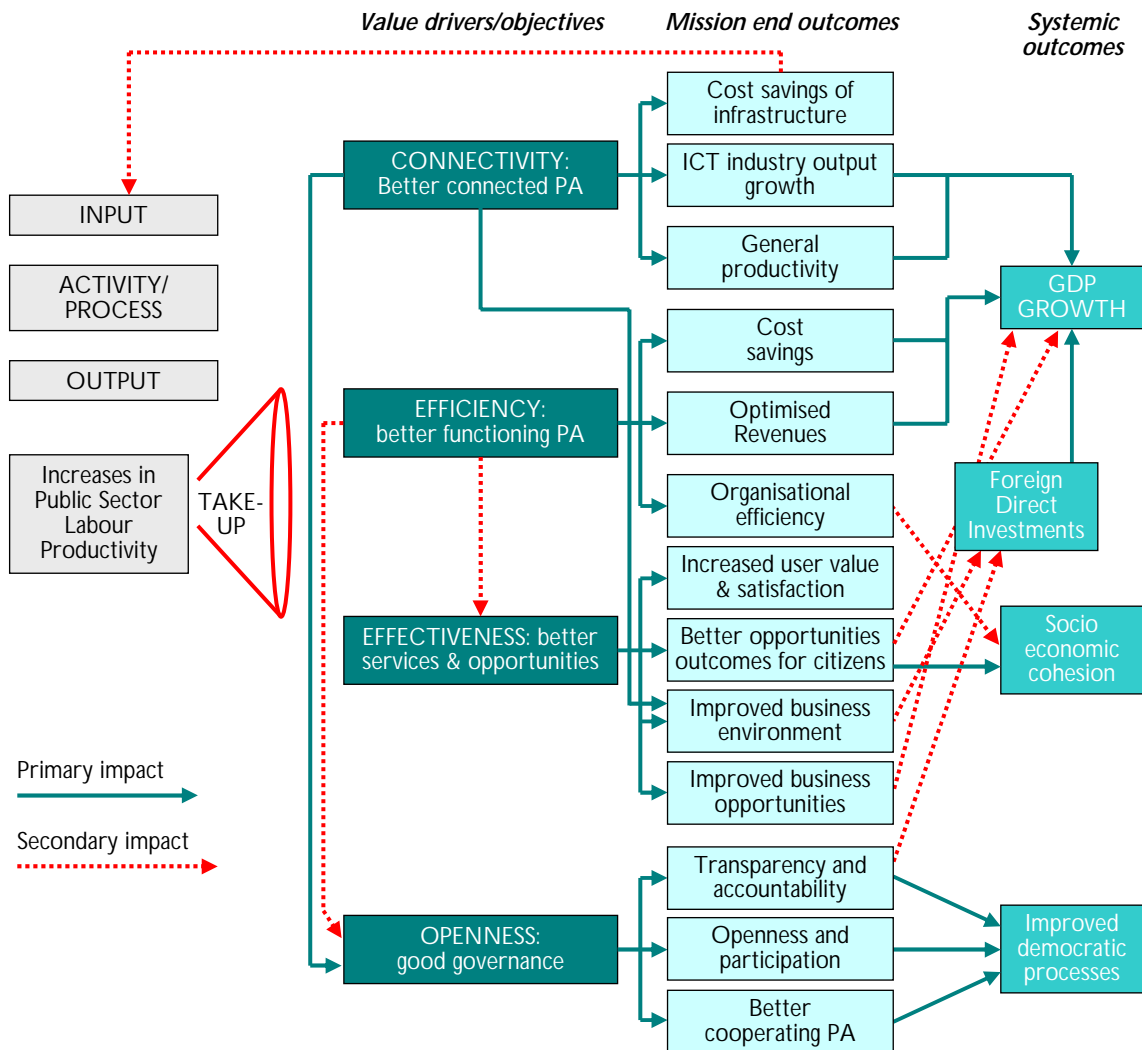 Value drivers/objectives
Mission end outcomes
Systemic
outcomes
INPUT
ACTIVITY/
PROCESS
OUTPUT
Increases in
Public Sector
Labour
Productivity
TAKE-
UP
Primary impact
Secondary impact
CONNECTIVITY:
Better connected PA
EFFICIENCY:
better functioning PA
EFFECTIVENESS: better
services & opportunities
OPENNESS:
good governance
Cost savings of
infrastructure
ICT industry output
growth
General
productivity
Cost
savings
Optimised
Revenues
Organisational
efficiency
Increased user value
& satisfaction
Better opportunities
outcomes for citizens
Improved business
environment
Improved business
opportunities
Transparency and
accountability
Openness and
participation
Better
cooperating PA
GDP
GROWTH
Foreign
Direct
Investments
Socio
economic
cohesion
Improved
democratic
processes